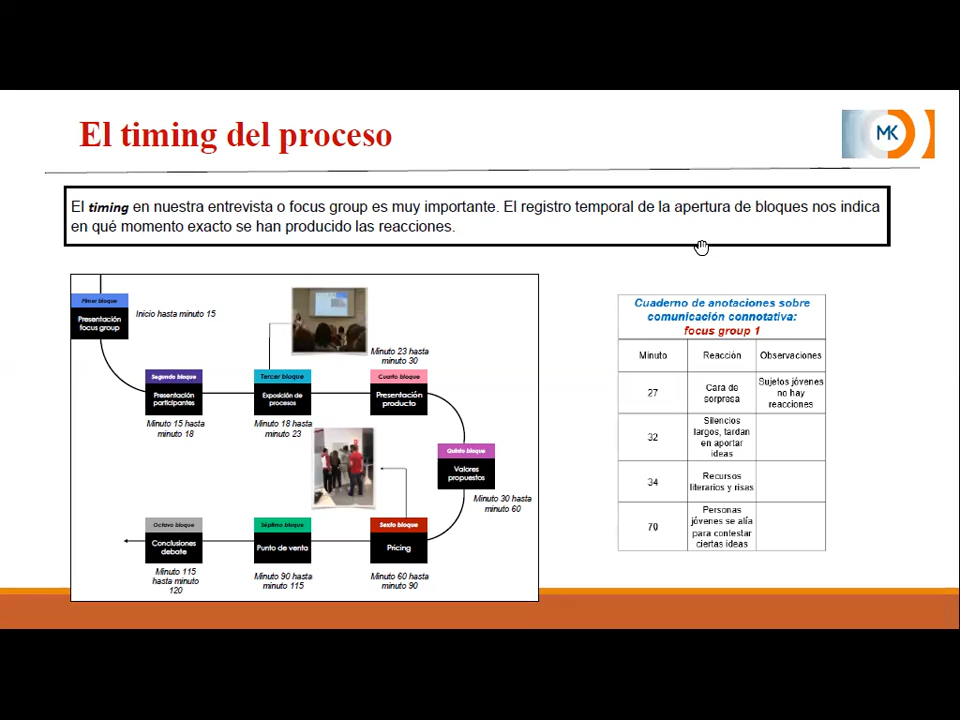 El timing del proceso
MK
El timing en nuestra entrevista o focus group es muy importante. El registro temporal de la apertura de bloques nos indica
en qué momento exacto se han producido las reacciones.
Primer bloque
Presentación
focus group
Inicio hasta minuto 15
Segundo bloque
Presentación
participantes
Minuto 15 hasta
minuto 18
Tercer bloque
Exposición de
procesos
Minuto 18 hasta
minuto 23
Minuto 23 hasta
minuto 30
Cuarto bloque
Presentación
producto
Quinto bloque
Valores
propuestos
Minuto 30 hasta
minuto 60
Sexto bloque
Pricing
Minuto 60 hasta
minuto 90
Séptimo bloque
Punto de venta
Minuto 90 hasta
minuto 115
Octavo bloque
Conclusiones
debate
Minuto 115
hasta minuto
120
Cuaderno de anotaciones sobre
comunicación connotativa:
focus group 1
Minuto Reacción Observaciones
27
Cara de
sorpresa
Sujetos jóvenes
no hay
reacciones
32
Silencios
largos, tardan
en aportar
ideas
34
Recursos
literarios y risas
70
Personas
jóvenes se alía
para contestar
ciertas ideas